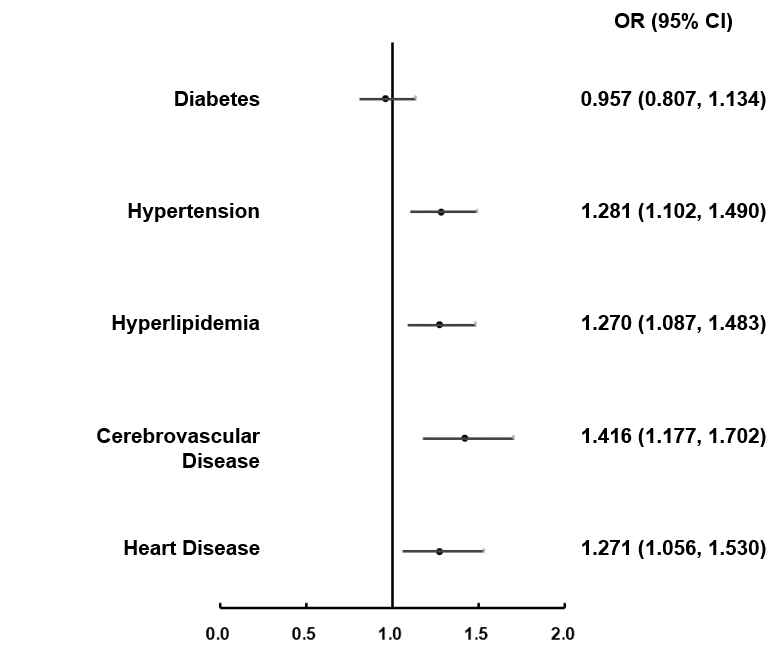 OR (95% CI)
Diabetes 0.957 (0.807, 1.134)
Hypertension 1.281 (1.102, 1.490)
Hyperlipidemia 1.270 (1.087, 1.483)
Cerebrovascular 1.416 (1.177, 1.702)
Disease
Heart Disease 1.271 (1.056, 1.530)
0.0 0.5 1.0 1.5 2.0